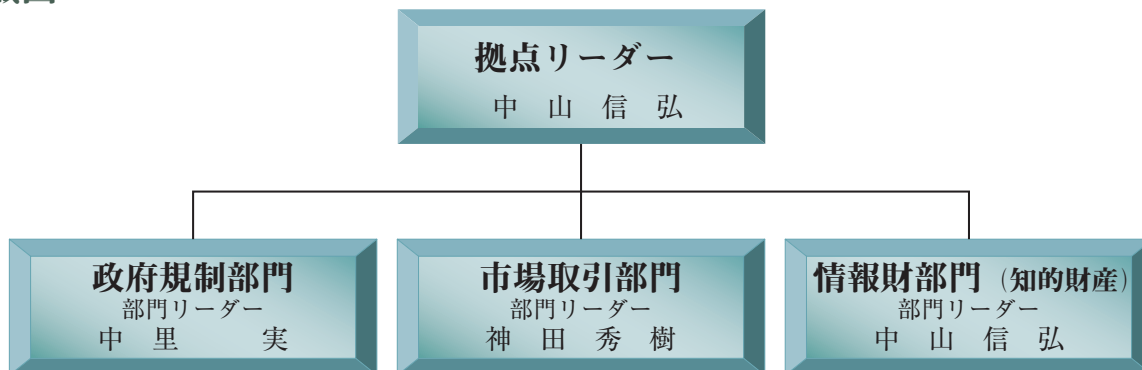 拠点リーダー
中山信弘
政府規制部門
部門リーダー
中里 実
市場取引部門
部門リーダー
神田秀樹
情報財部門（知的財産）
部門リーダー
中山信弘